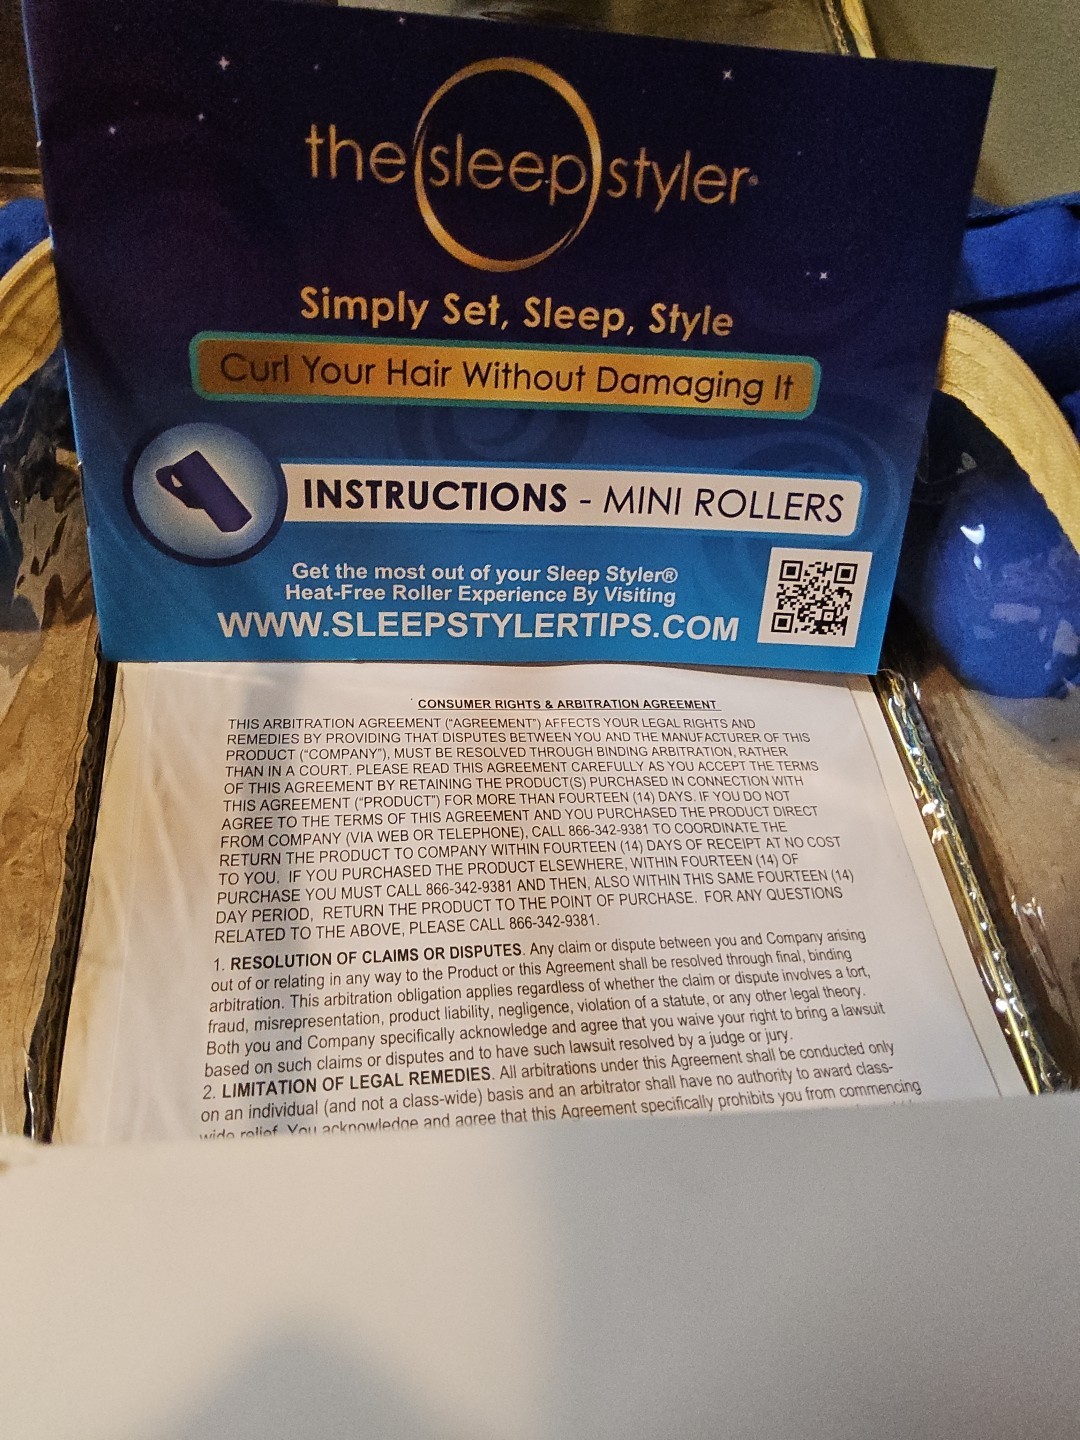 the sleep styler®
Simply Set, Sleep, Style
Curl Your Hair Without Damaging It
INSTRUCTIONS - MINI ROLLERS
Get the most out of your Sleep Styler®
Heat-Free Roller Experience By Visiting
WWW.SLEEPSTYLERTIPS.COM
CONSUMER RIGHTS & ARBITRATION AGREEMENT
THIS ARBITRATION AGREEMENT ("AGREEMENT") AFFECTS YOUR LEGAL RIGHTS AND
REMEDIES BY PROVIDING THAT DISPUTES BETWEEN YOU AND THE MANUFACTURER OF THIS
PRODUCT ("COMPANY"), MUST BE RESOLVED THROUGH BINDING ARBITRATION, RATHER
THAN IN A COURT. PLEASE READ THIS AGREEMENT CAREFULLY AS YOU ACCEPT THE TERMS
OF THIS AGREEMENT BY RETAINING THE PRODUCT(S) PURCHASED IN CONNECTION WITH
THIS AGREEMENT ("PRODUCT") FOR MORE THAN FOURTEEN (14) DAYS. IF YOU DO NOT
AGREE TO THE TERMS OF THIS AGREEMENT AND YOU PURCHASED THE PRODUCT DIRECT
FROM COMPANY (VIA WEB OR TELEPHONE), CALL 866-342-9381 TO COORDINATE THE
RETURN THE PRODUCT TO COMPANY WITHIN FOURTEEN (14) DAYS OF RECEIPT AT NO COST
TO YOU. IF YOU PURCHASED THE PRODUCT ELSEWHERE, WITHIN FOURTEEN (14) OF
PURCHASE YOU MUST CALL 866-342-9381 AND THEN, ALSO WITHIN THIS SAME FOURTEEN (14)
DAY PERIOD, RETURN THE PRODUCT TO THE POINT OF PURCHASE. FOR ANY QUESTIONS
RELATED TO THE ABOVE, PLEASE CALL 866-342-9381.
1. RESOLUTION OF CLAIMS OR DISPUTES. Any claim or dispute between you and Company arising
out of or relating in any way to the Product or this Agreement shall be resolved through final, binding
arbitration. This arbitration obligation applies regardless of whether the claim or dispute involves a tort,
fraud, misrepresentation, product liability, negligence, violation of a statute, or any other legal theory.
Both you and Company specifically acknowledge and agree that you waive your right to bring a lawsuit
based on such claims or disputes and to have such lawsuit resolved by a judge or jury.
2. LIMITATION OF LEGAL REMEDIES. All arbitrations under this Agreement shall be conducted only
on an individual (and not a class-wide) basis and an arbitrator shall have no authority to award class-
wide relief. You acknowledge and agree that this Agreement specifically prohibits you from commencing